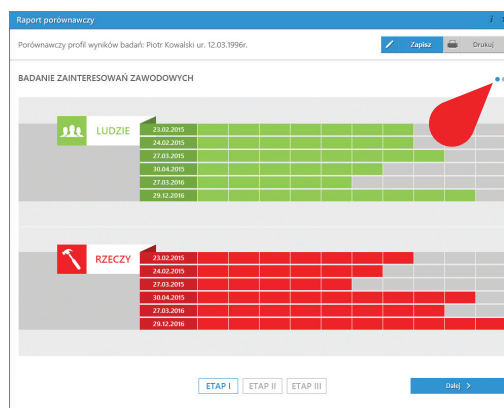 Raport porównawczy
i
Porównawczy profil wyników badań: Piotr Kowalski ur. 12.03.1996r.
Zapisz
Drukuj
BADANIE ZAINTERESOWAŃ ZAWODOWYCH
LUDZIE
23.02.2015
24.02.2015
27.03.2015
30.04.2015
27.03.2016
29.12.2016
RZECZY
23.02.2015
24.02.2015
27.03.2015
30.04.2015
27.03.2016
29.12.2016
ETAP I ETAP II ETAP III
Dalej >